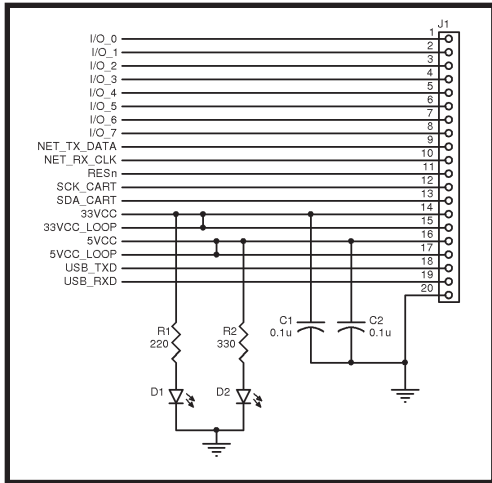 J1
I/O_0 1
I/O_1 2
I/O_2 3
I/O_3 4
I/O_4 5
I/O_5 6
I/O_6 7
I/O_7 8
NET_TX_DATA 9
NET_RX_CLK 10
RESn 11
SCK_CART 12
SDA_CART 13
33VCC 14
33VCC_LOOP 15
5VCC 16
5VCC_LOOP 17
USB_TXD 18
USB_RXD 19
20
R1 R2 C1 C2
220 330 0.1u 0.1u
D1 D2